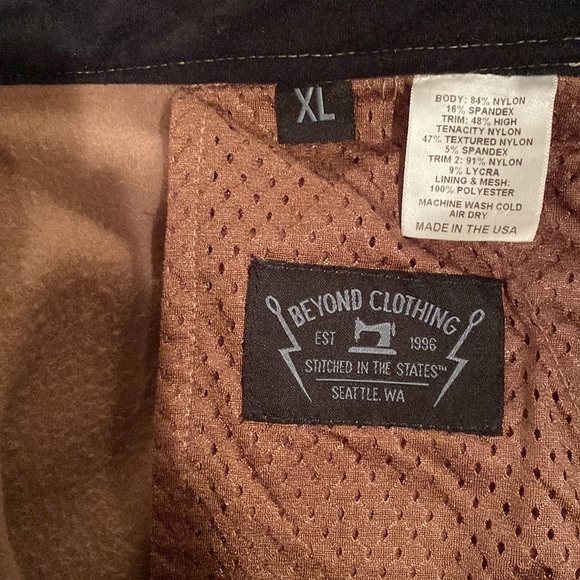 XL
BODY: 84% NYLON
16% SPANDEX
TRIM: 48% HIGH
TENACITY NYLON
47% TEXTURED NYLON
5% SPANDEX
TRIM 2: 91% NYLON
9% LYCRA
LINING & MESH:
100% POLYESTER
MACHINE WASH COLD
AIR DRY
MADE IN THE USA
BEYOND CLOTHING
EST 1996
STITCHED IN THE STATES™
SEATTLE, WA